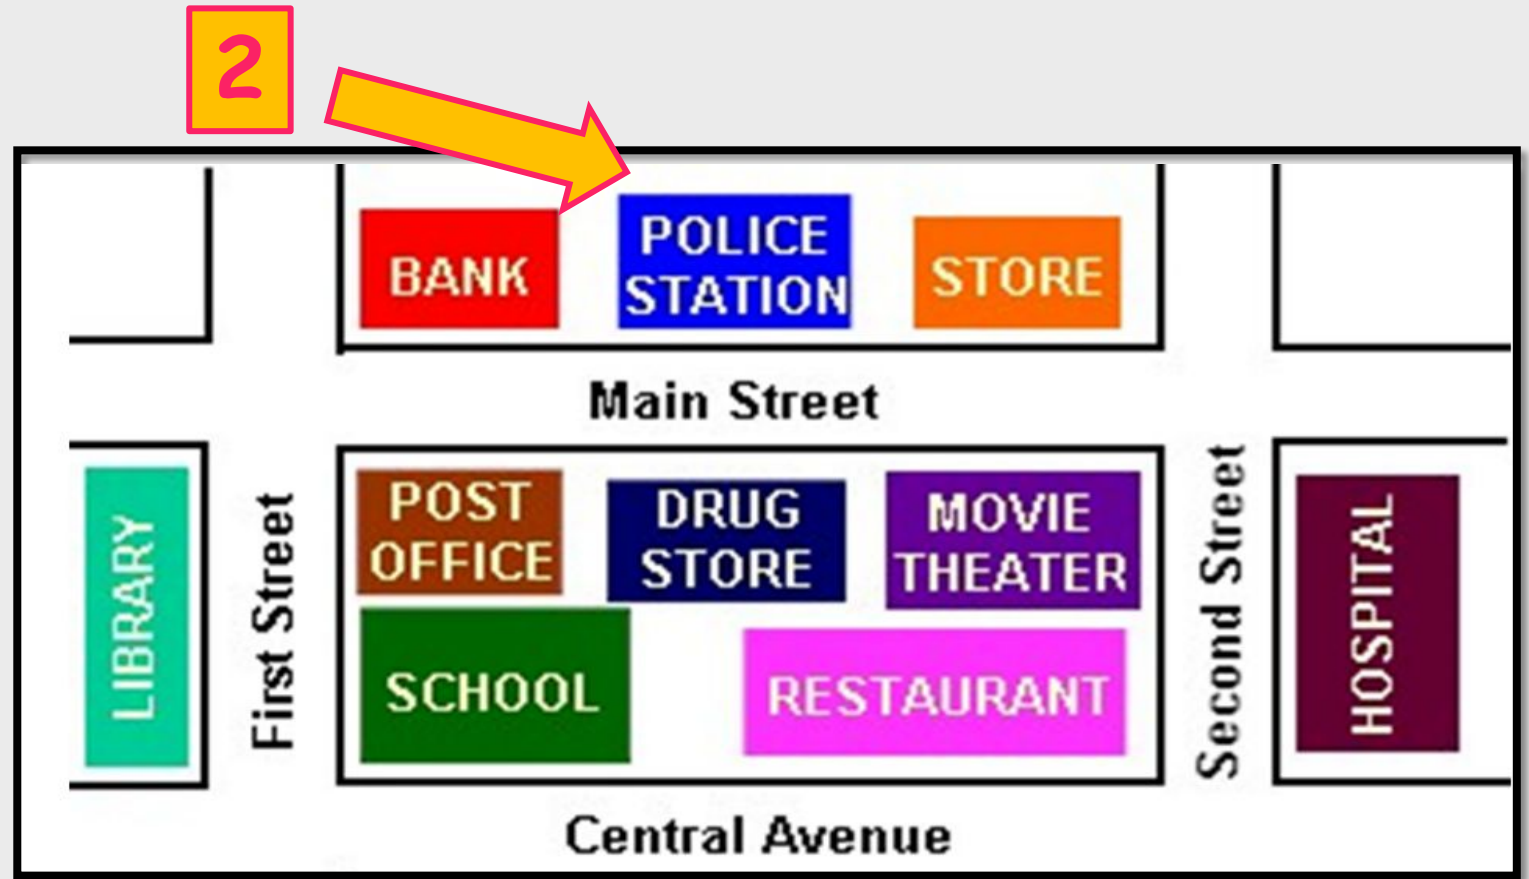 2
BANK
POLICE
STATION
STORE
Main Street
LIBRARY
First Street
POST
OFFICE
DRUG
STORE
MOVIE
THEATER
SCHOOL
RESTAURANT
Second Street
HOSPITAL
Central Avenue